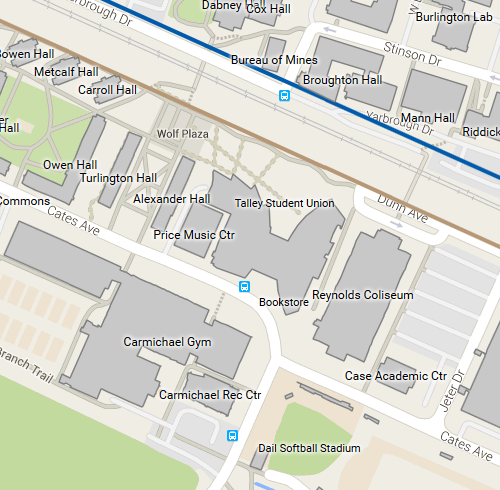 Dabney Hall
Cox Hall
Yarbrough Dr
Burlington Lab
Stinson Dr
Bowen Hall
Bureau of Mines
Metcalf Hall
Broughton Hall
Carroll Hall
Mann Hall
Yarbrough Dr
Hall
Wolf Plaza
Riddick
Owen Hall
Turlington Hall
Commons
Alexander Hall
Talley Student Union
Dunn Ave
Cates Ave
Price Music Ctr
Reynolds Coliseum
Bookstore
Carmichael Gym
Branch Trail
Case Academic Ctr
Carmichael Rec Ctr
Jeter Dr
Cates Ave
Dail Softball Stadium